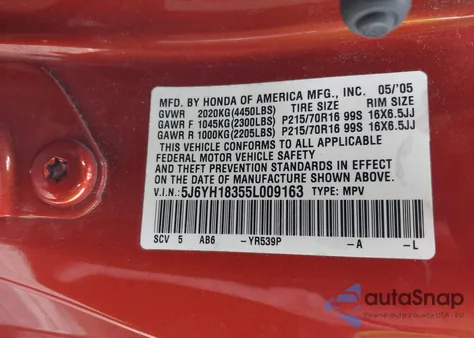 MFD. BY HONDA OF AMERICA MFG., INC. 05/'05
GVWR 2020KG(4450LBS) TIRE SIZE RIM SIZE
GAWR F 1045KG(2300LBS) P215/70R16 99S 16X6.5JJ
GAWR R 1000KG(2205LBS) P215/70R16 99S 16X6.5JJ
THIS VEHICLE CONFORMS TO ALL APPLICABLE
FEDERAL MOTOR VEHICLE SAFETY
AND THEFT PREVENTION STANDARDS IN EFFECT
ON THE DATE OF MANUFACTURE SHOWN ABOVE.
V.I.N.: 5J6YH18355L009163 TYPE: MPV
SCV 5 AB6 -YR539P -A -L
autoSnap